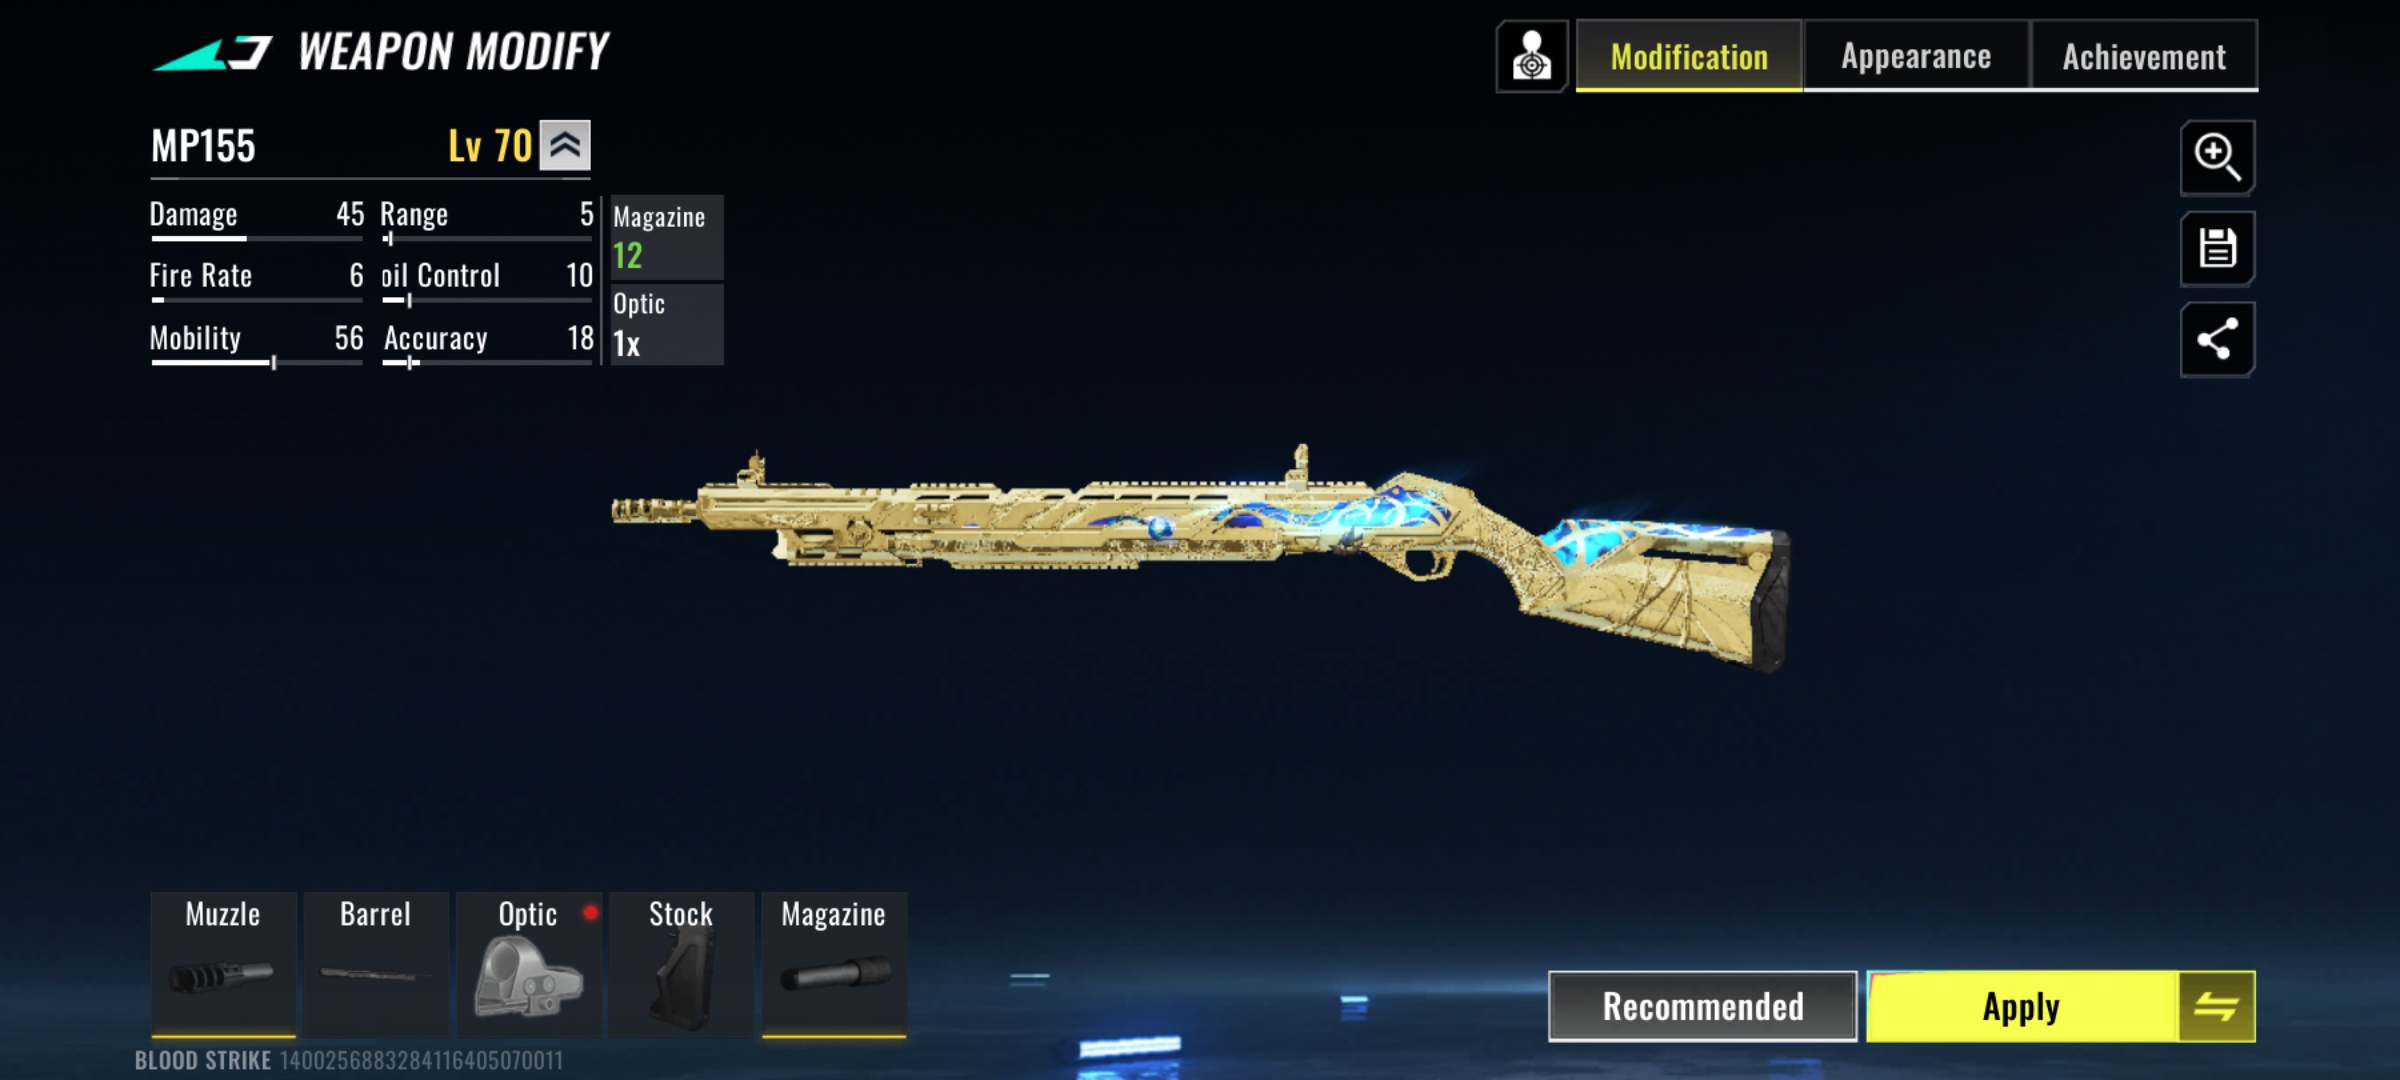 WEAPON MODIFY
Modification
Appearance
Achievement
MP155
Lv 70
Damage 45
Range 5
Magazine
12
Fire Rate 6
oil Control 10
Optic
1x
Mobility 56
Accuracy 18
Muzzle
Barrel
Optic
Stock
Magazine
Recommended
Apply
BLOOD STRIKE 1400256883284116405070011